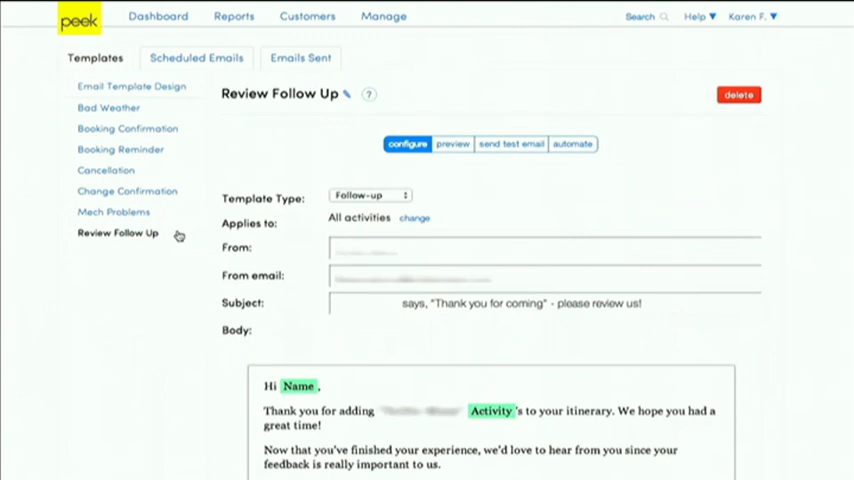 peek Dashboard Reports Customers Manage Search Help Karen F.
Templates Scheduled Emails Emails Sent
Email Template Design
Bad Weather
Booking Confirmation
Booking Reminder
Cancellation
Change Confirmation
Mech Problems
Review Follow Up
Review Follow Up ? delete
configure preview send test email automate
Template Type: Follow-up
Applies to: All activities change
From:
From email:
Subject: says, "Thank you for coming" - please review us!
Body:
Hi Name ,
Thank you for adding Activity 's to your itinerary. We hope you had a
great time!
Now that you've finished your experience, we'd love to hear from you since your
feedback is really important to us.